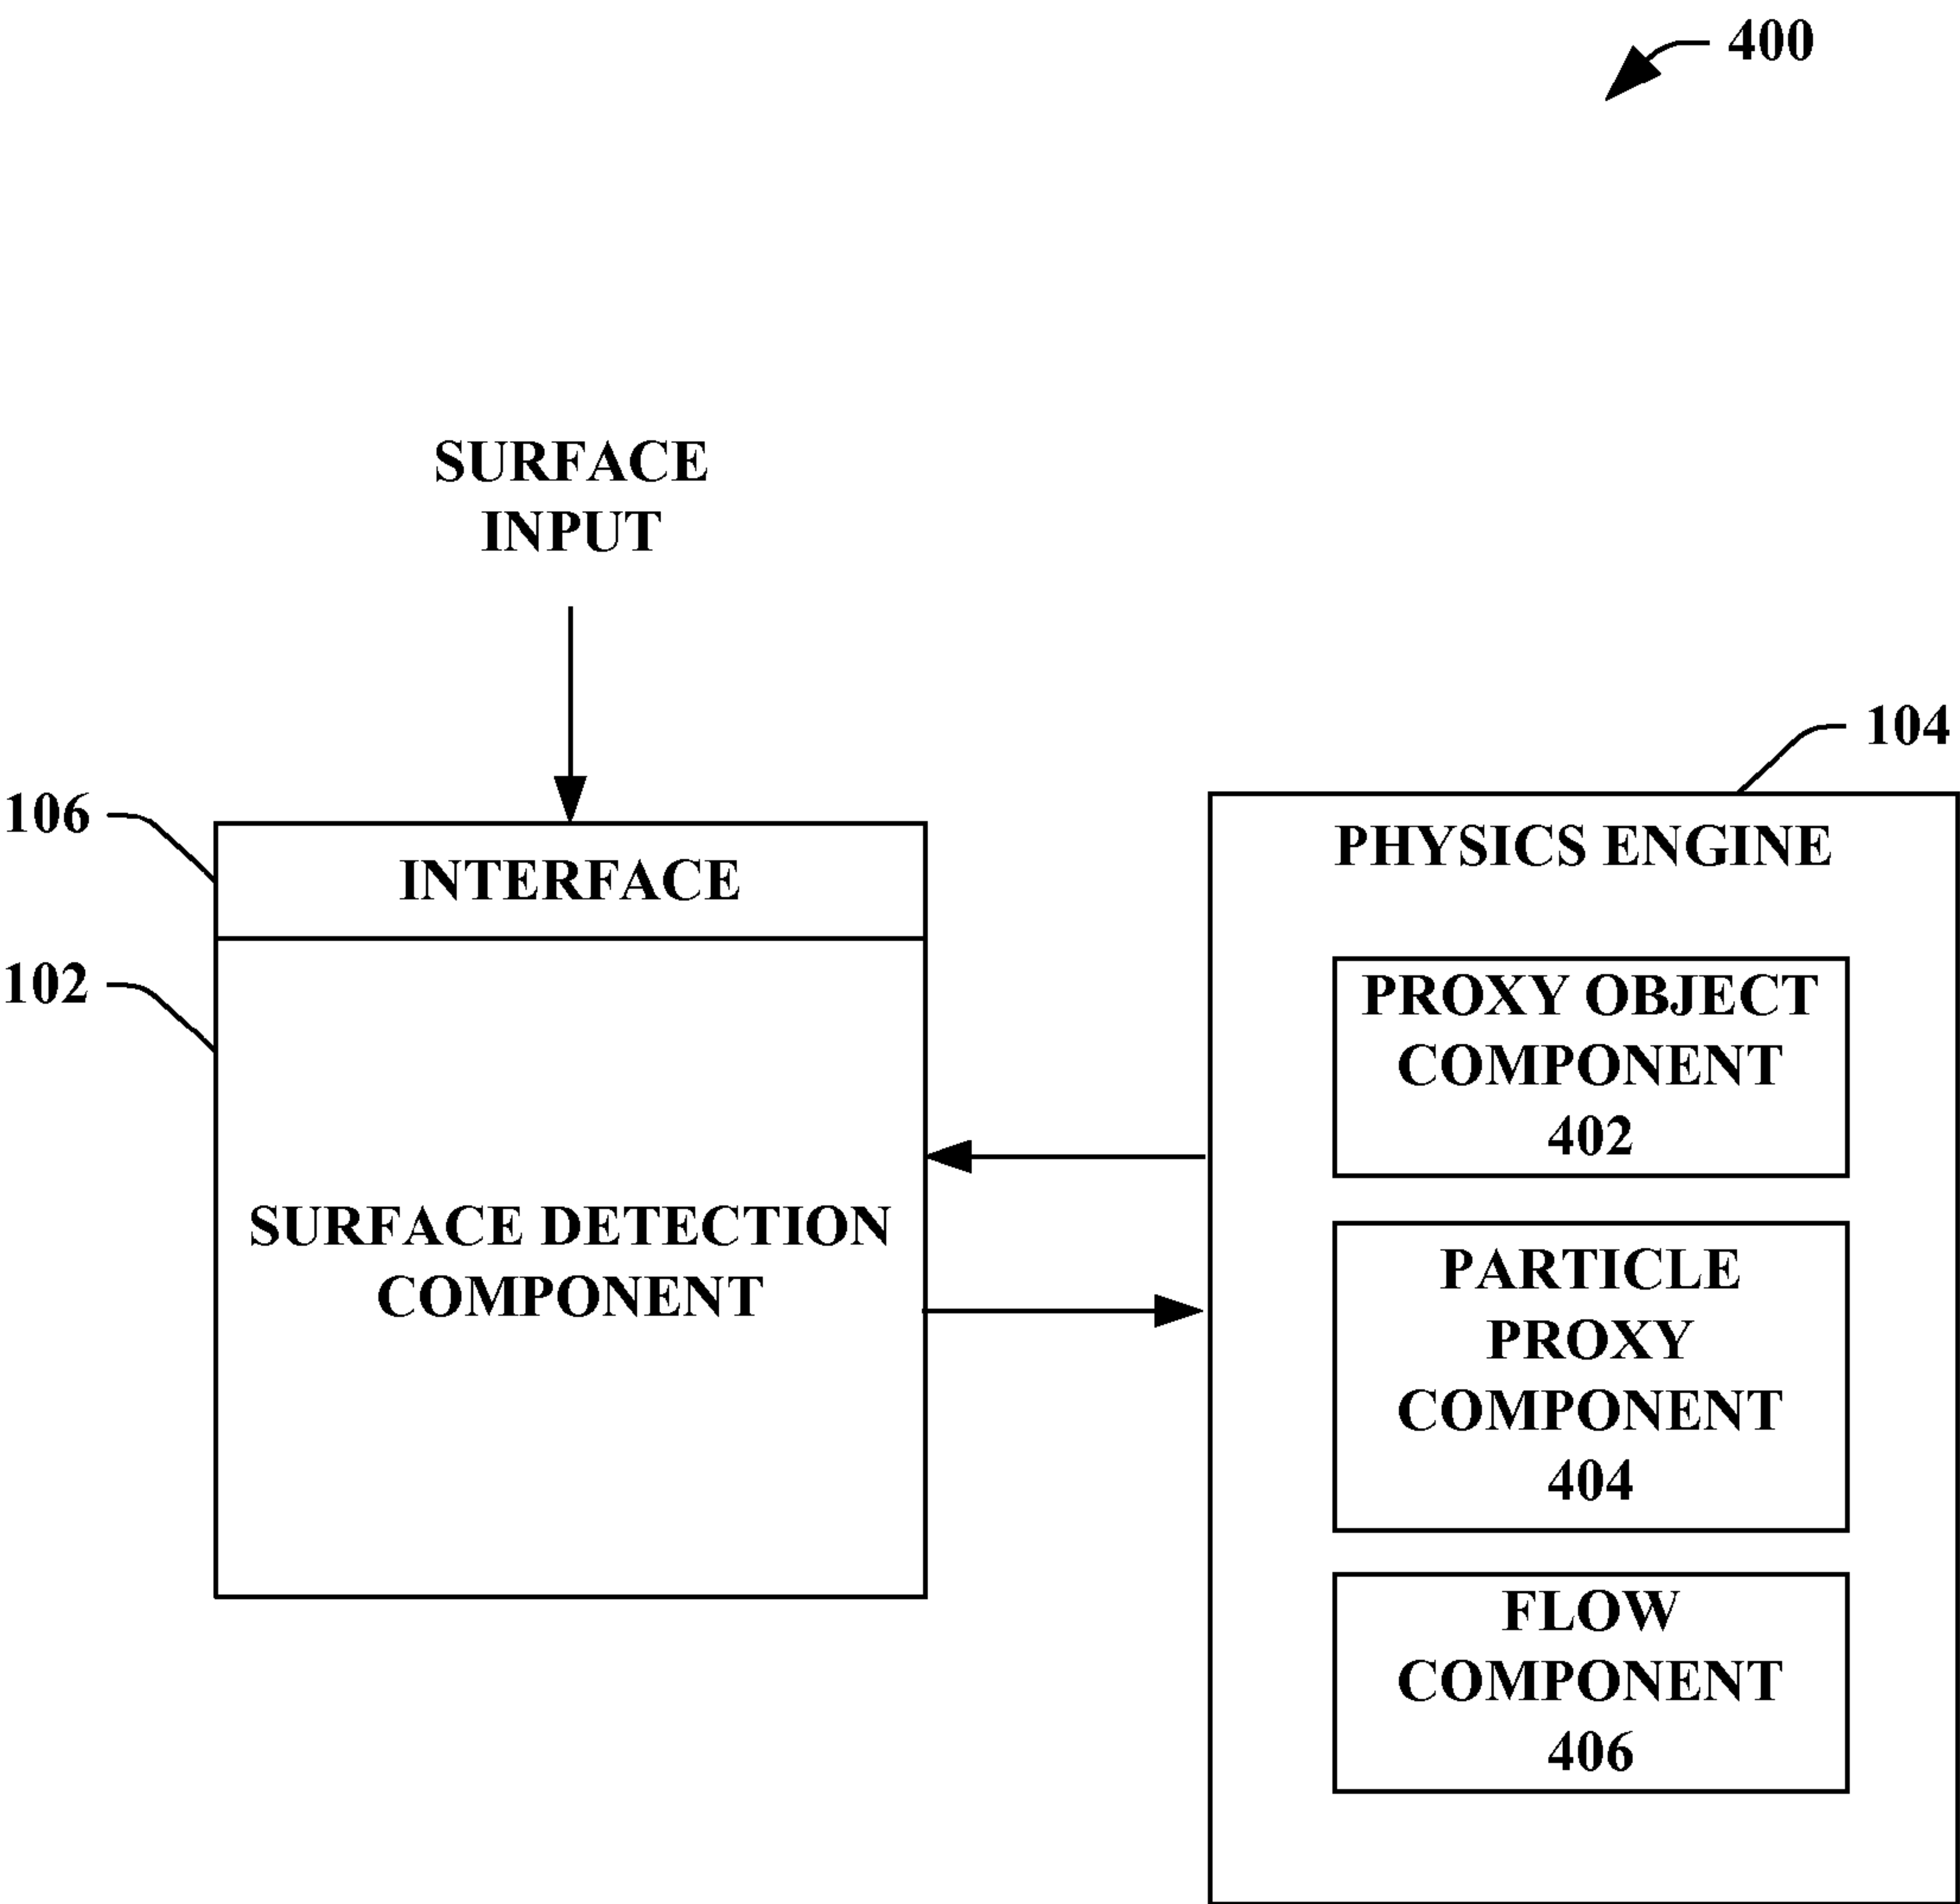 400
SURFACE
INPUT
104
106
INTERFACE
102
SURFACE DETECTION
COMPONENT
PHYSICS ENGINE
PROXY OBJECT
COMPONENT
402
PARTICLE
PROXY
COMPONENT
404
FLOW
COMPONENT
406